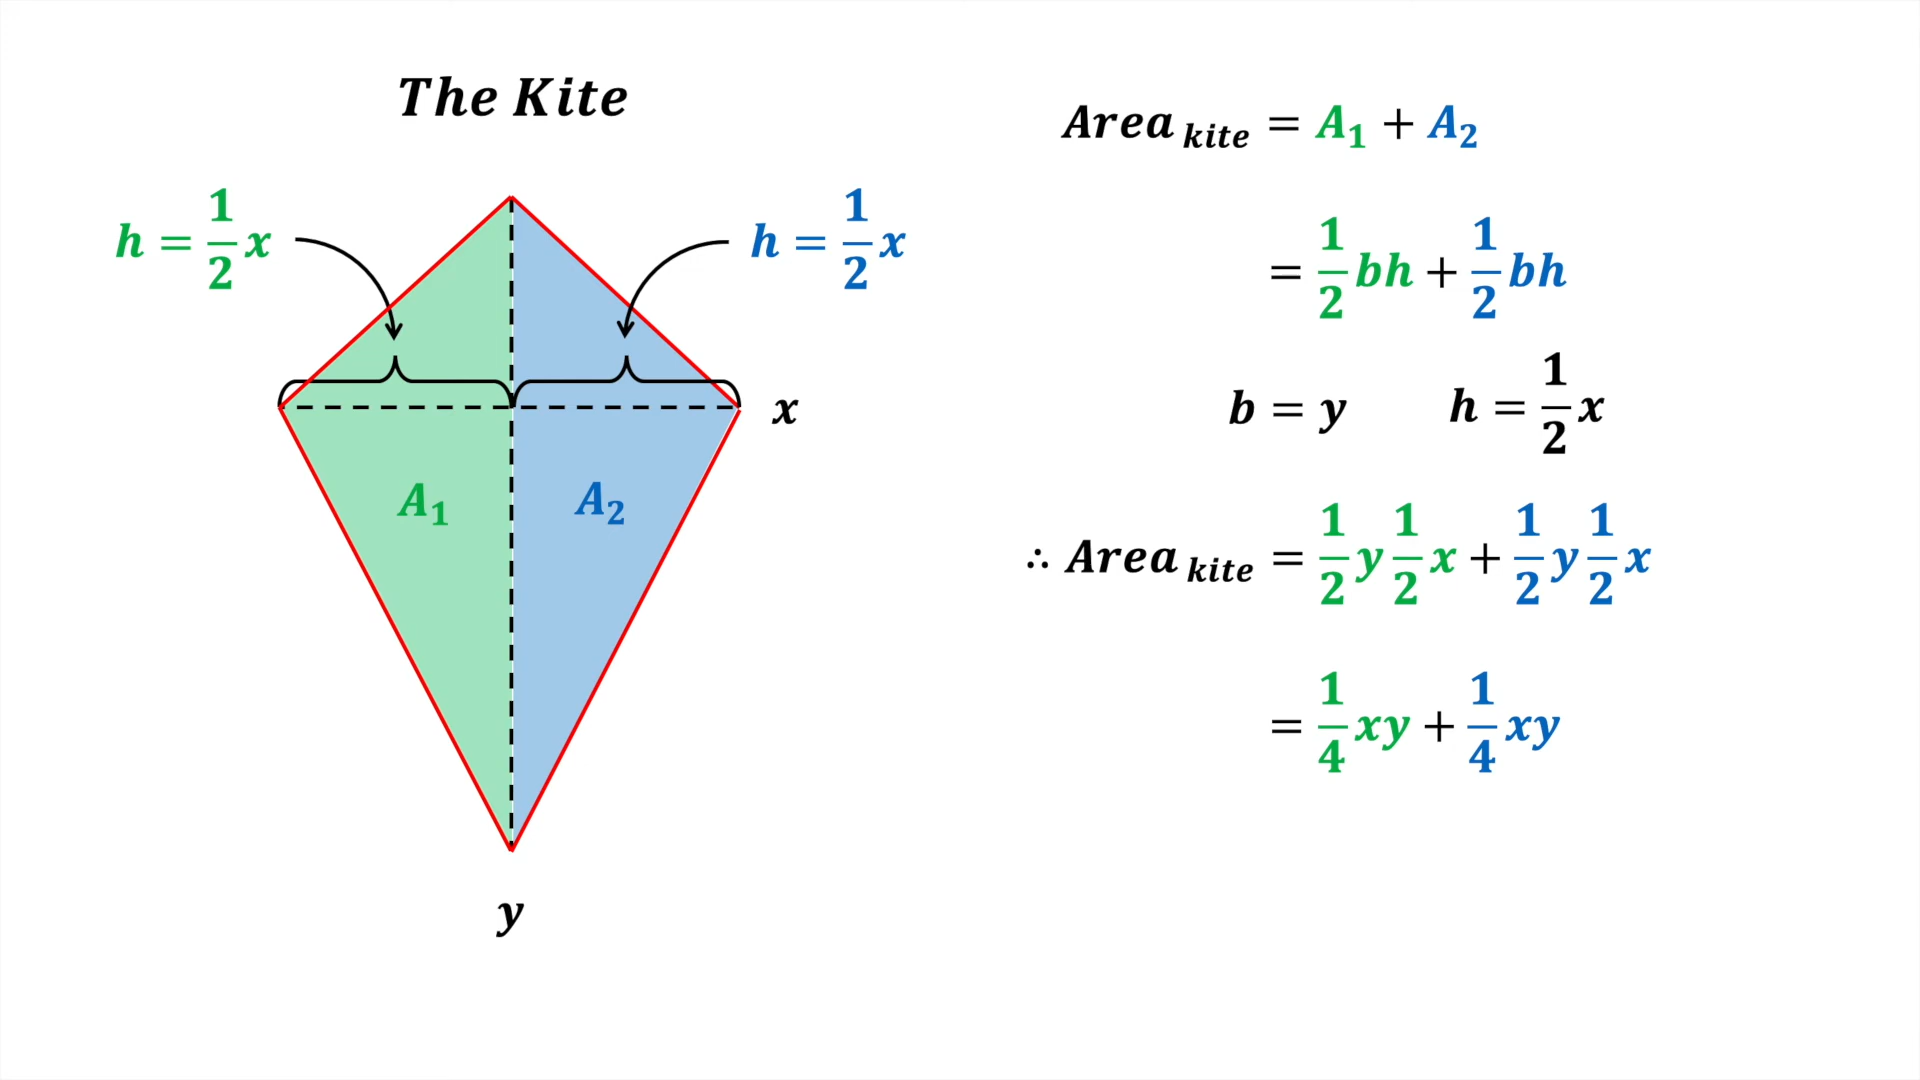 The Kite
h = 1/2 x
h = 1/2 x
x
A₁
A₂
y
Area kite = A₁ + A₂
= 1/2 bh + 1/2 bh
b = y h = 1/2 x
∴ Area kite = 1/2 y 1/2 x + 1/2 y 1/2 x
= 1/4 xy + 1/4 xy